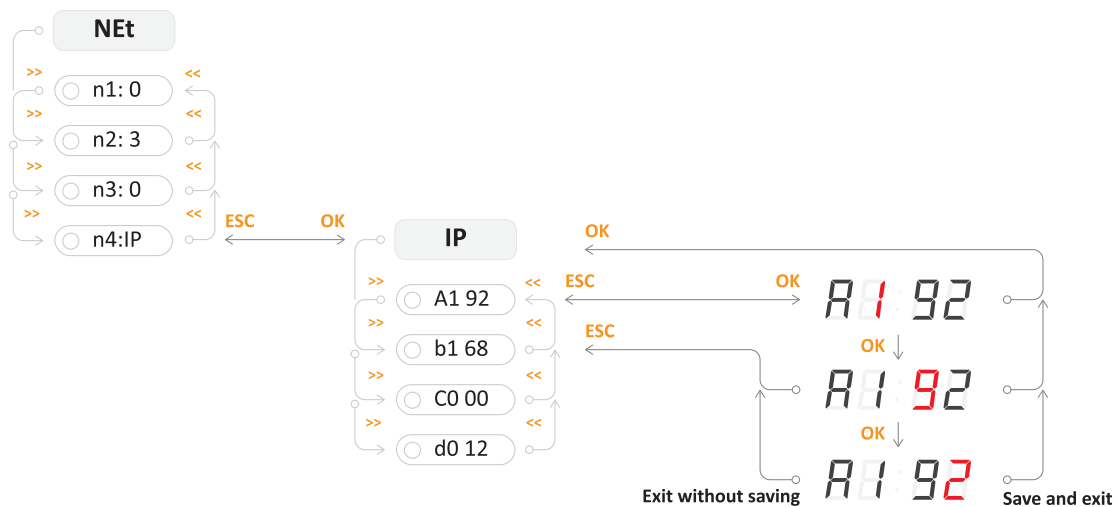 NEt
>> <<
n1: 0
>> <<
n2: 3
>> <<
n3: 0
>> <<
n4:IP
ESC OK
IP
OK
>> <<
A1 92
ESC OK
A1:92
>> <<
b1 68
ESC
OK
>> <<
C0 00
A1 92
>> <<
d0 12
OK
A1 92
Exit without saving
Save and exit